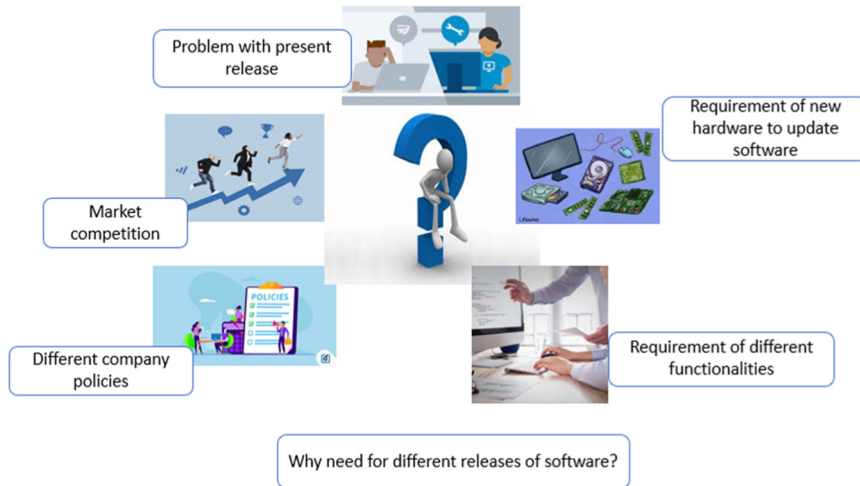 Problem with present
release
Requirement of new
hardware to update
software
Lifewire
Market
competition
POLICIES
Different company
policies
Requirement of different
functionalities
Why need for different releases of software?